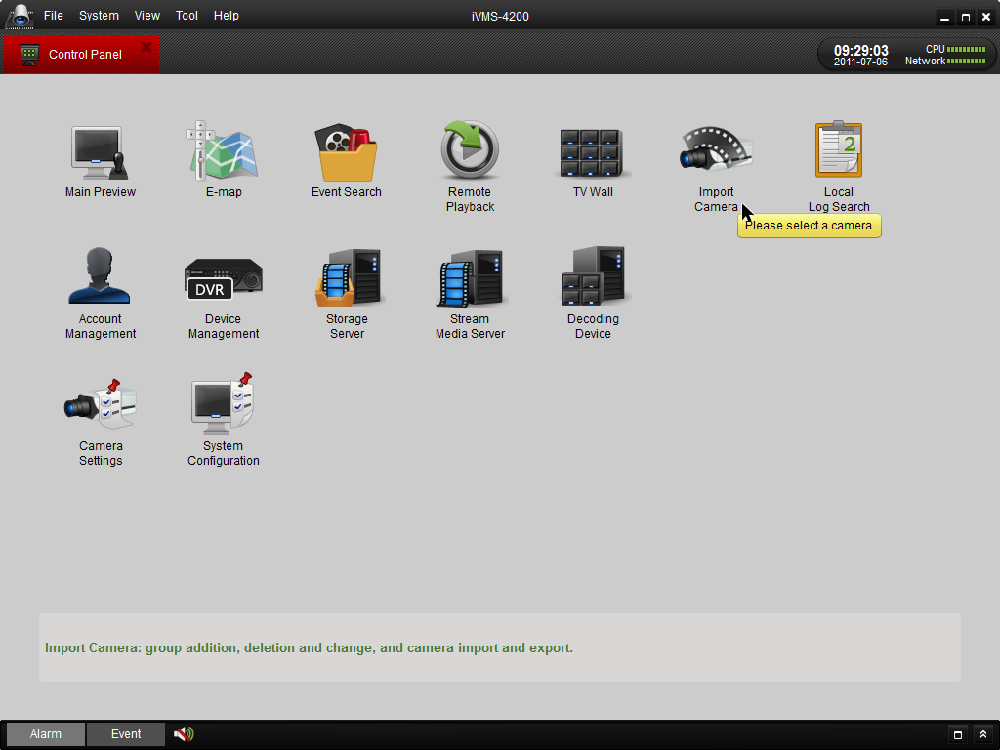 File System View Tool Help iVMS-4200
Control Panel
09:29:03 CPU
2011-07-06 Network
Main Preview E-map Event Search Remote TV Wall Import Local
Playback Camera Log Search
Please select a camera.
DVR
Account Device Storage Stream Decoding
Management Management Server Media Server Device
Camera System
Settings Configuration
Import Camera: group addition, deletion and change, and camera import and export.
Alarm Event